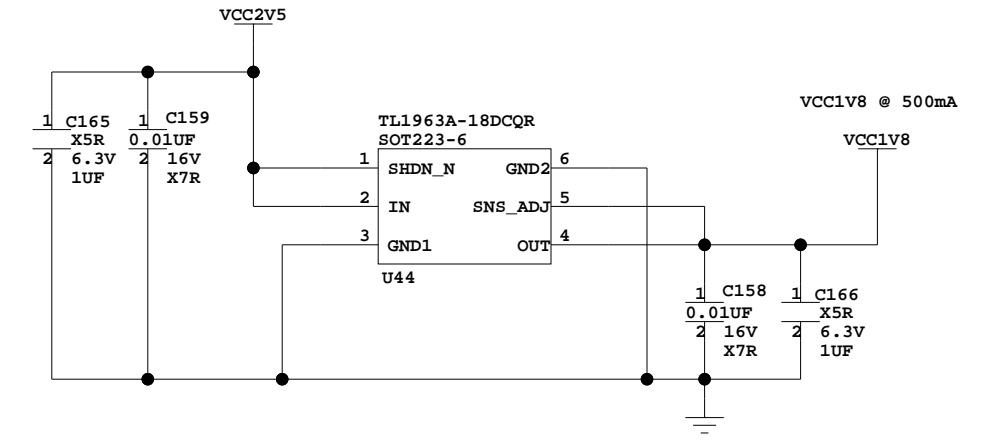 VCC2V5
VCC1V8 @ 500mA
VCC1V8
1 C165
X5R
2 6.3V
1UF
1 C159
0.01UF
2 16V
X7R
TL1963A-18DCQR
SOT223-6
1 SHDN_N
2 IN
3 GND1
GND2 6
SNS_ADJ 5
OUT 4
U44
1 C158
0.01UF
2 16V
X7R
1 C166
X5R
2 6.3V
1UF